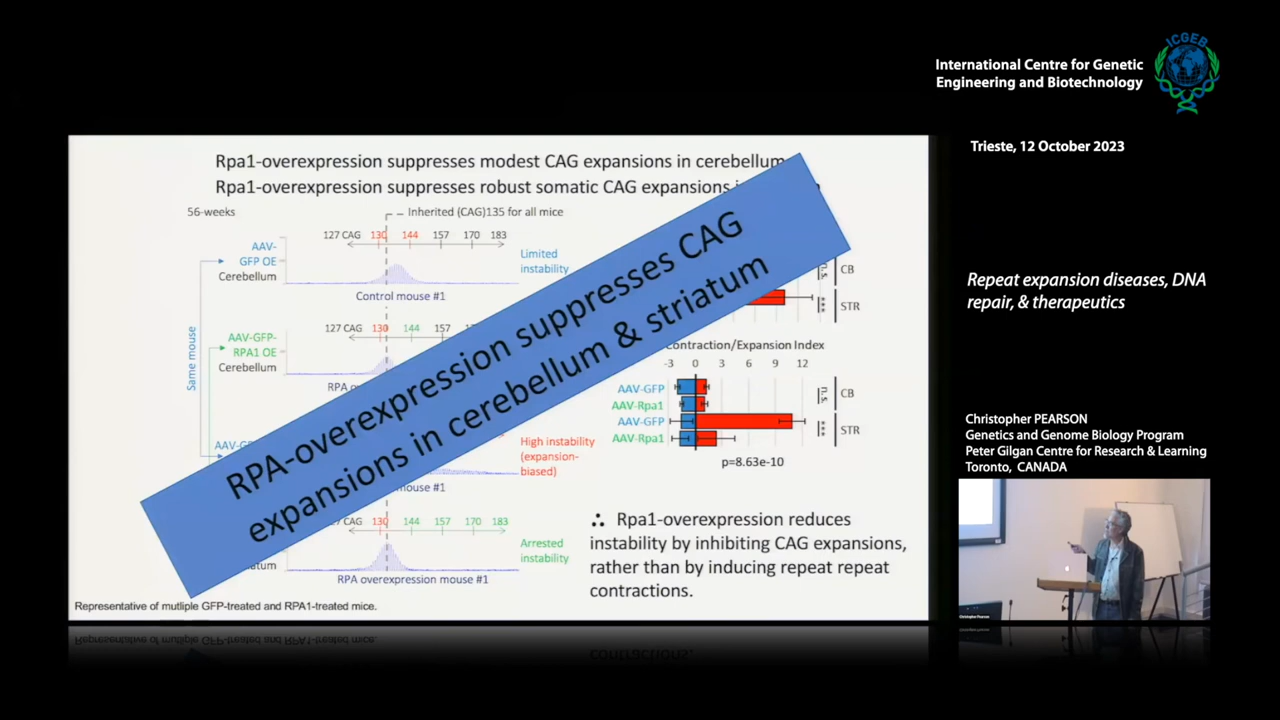 ICGEB
International Centre for Genetic
Engineering and Biotechnology
Trieste, 12 October 2023
Repeat expansion diseases, DNA
repair, & therapeutics
Christopher PEARSON
Genetics and Genome Biology Program
Peter Gilgan Centre for Research & Learning
Toronto, CANADA
Christopher Pearson
Rpa1-overexpression suppresses modest CAG expansions in cerebellum
Rpa1-overexpression suppresses robust somatic CAG expansions
56-weeks
Inherited (CAG)135 for all mice
127 CAG 130 144 157 170 183
AAV-
GFP OE
Cerebellum
Limited
instability
Control mouse #1
Same mouse
127 CAG 130 144 157
AAV-GFP-
RPA1 OE
Cerebellum
High instability
(expansion-
biased)
mouse #1
CAG 130 144 157 170 183
Arrested
instability
RPA overexpression mouse #1
Representative of mutliple GFP-treated and RPA1-treated mice.
RPA-overexpression suppresses CAG
expansions in cerebellum & striatum
n.s. CB
*** STR
Contraction/Expansion Index
-3 0 3 6 9 12
AAV-GFP
AAV-Rpa1
n.s. CB
AAV-GFP
AAV-Rpa1
*** STR
p=8.63e-10
∴ Rpa1-overexpression reduces
instability by inhibiting CAG expansions,
rather than by inducing repeat repeat
contractions.